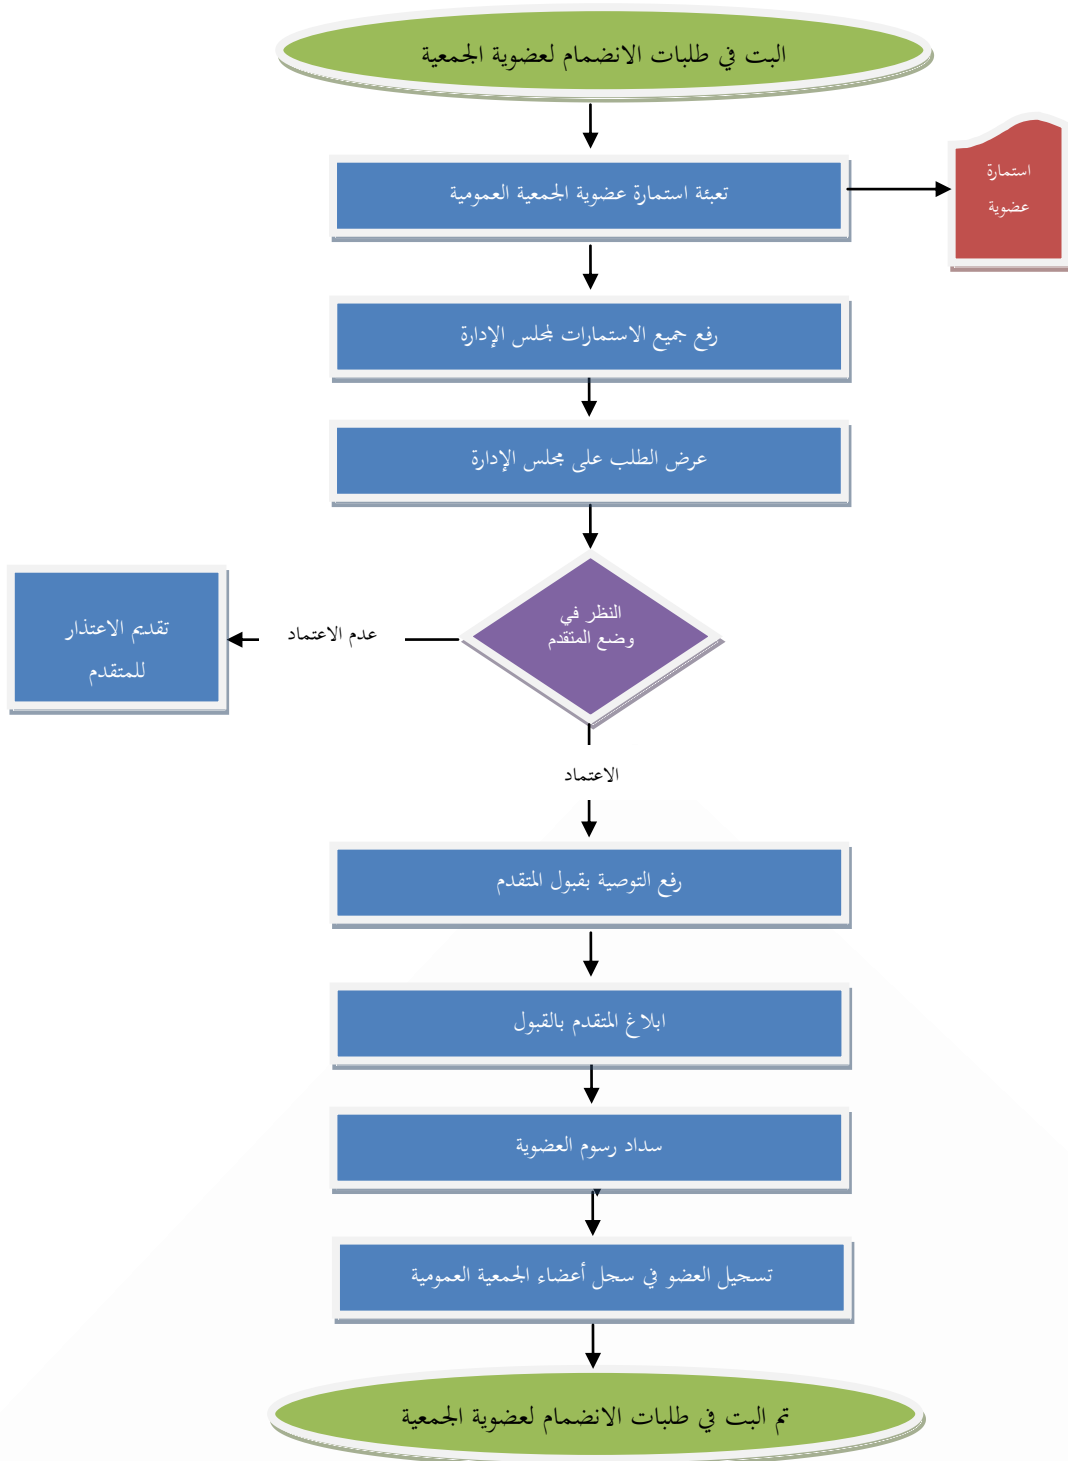 البت في طلبات الانضمام لعضوية الجمعية
تعبئة استمارة عضوية الجمعية العمومية
استمارة
عضوية
رفع جميع الاستمارات لمجلس الإدارة
عرض الطلب على مجلس الإدارة
النظر في
وضع المتقدم
عدم الاعتماد
تقديم الاعتذار
للمتقدم
الاعتماد
رفع التوصية بقبول المتقدم
ابلاغ المتقدم بالقبول
سداد رسوم العضوية
تسجيل العضو في سجل أعضاء الجمعية العمومية
تم البت في طلبات الانضمام لعضوية الجمعية